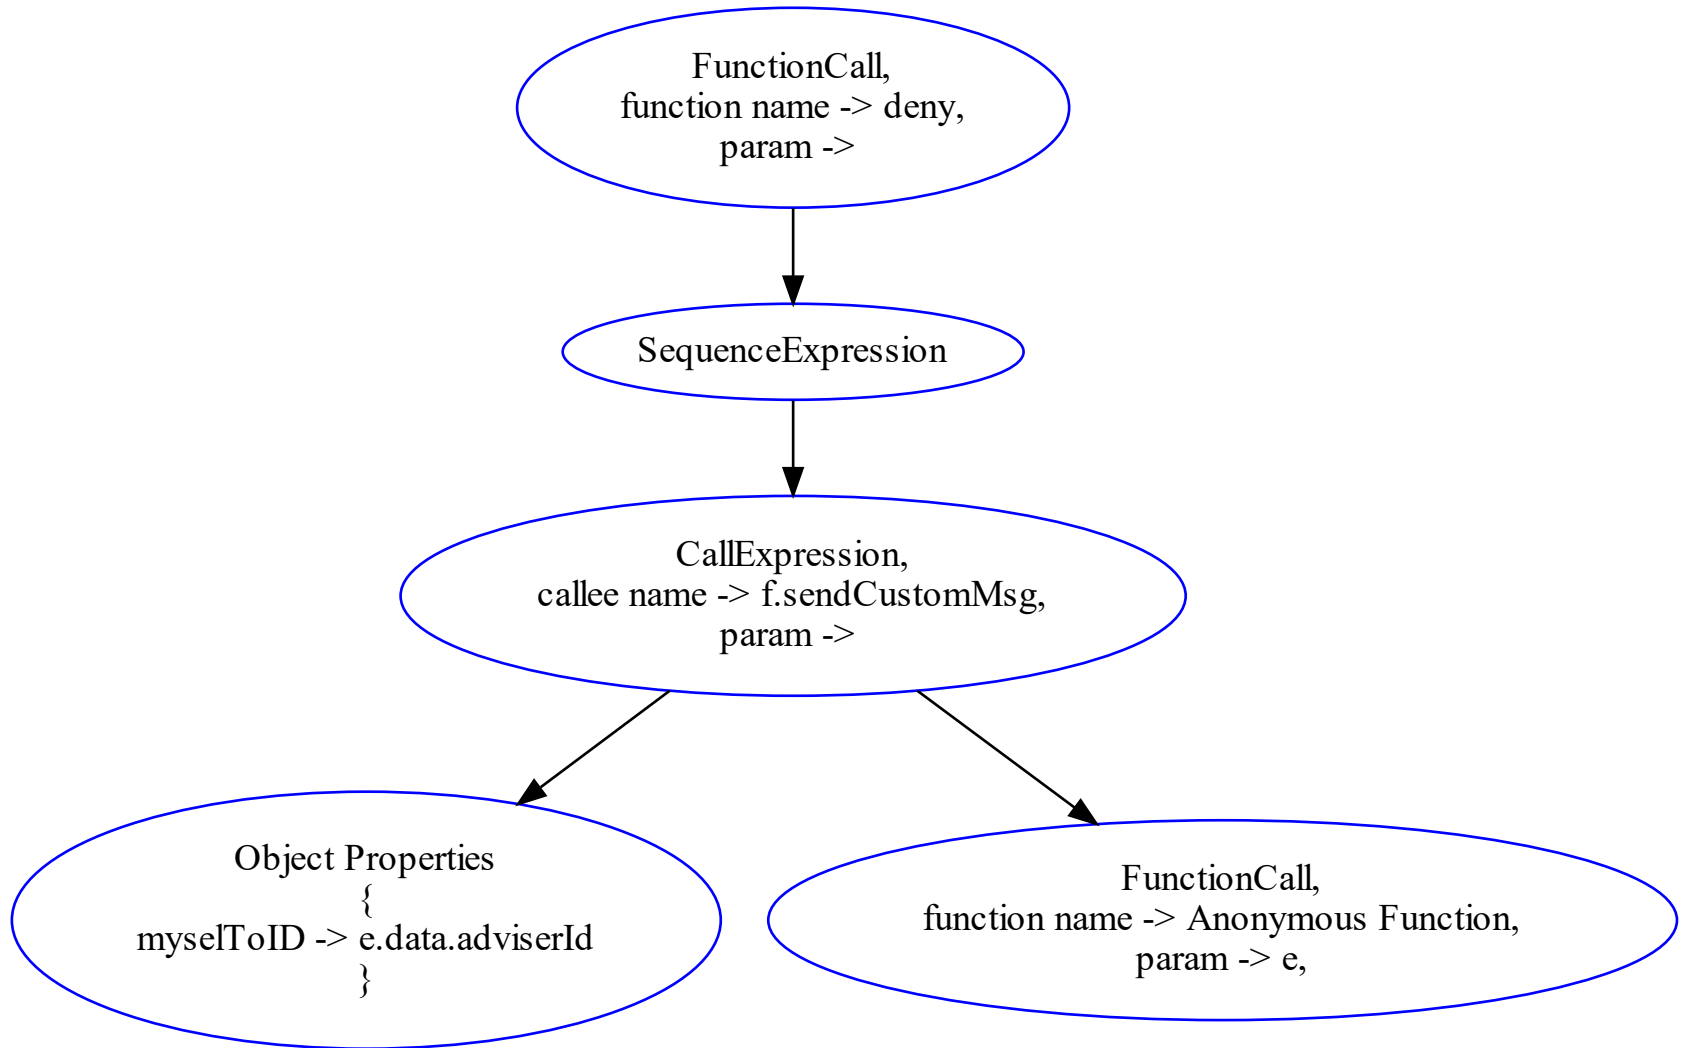 FunctionCall,
function name -> deny,
param ->
SequenceExpression
CallExpression,
callee name -> f.sendCustomMsg,
param ->
Object Properties
{
myselToID -> e.data.adviserId
}
FunctionCall,
function name -> Anonymous Function,
param -> e,